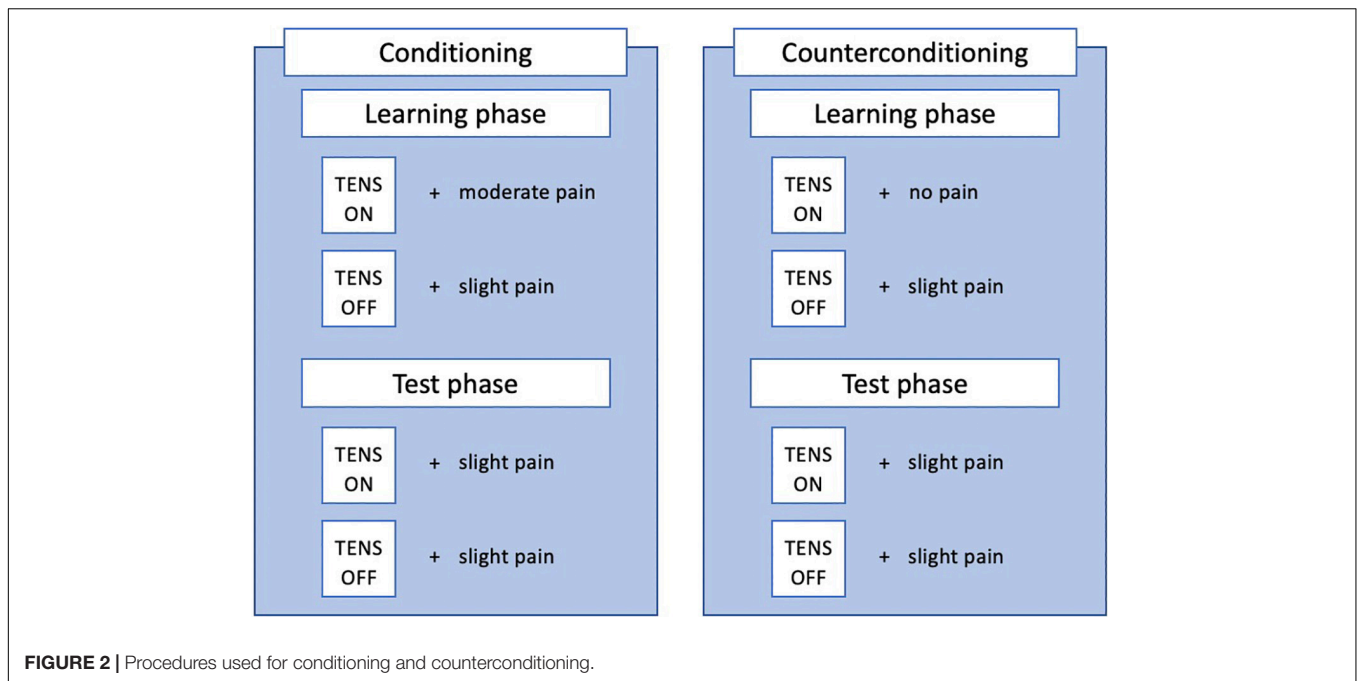 Conditioning
Learning phase
TENS
ON
+ moderate pain
TENS
OFF
+ slight pain
Test phase
TENS
ON
+ slight pain
TENS
OFF
+ slight pain
Counterconditioning
Learning phase
TENS
ON
+ no pain
TENS
OFF
+ slight pain
Test phase
TENS
ON
+ slight pain
TENS
OFF
+ slight pain
FIGURE 2 | Procedures used for conditioning and counterconditioning.